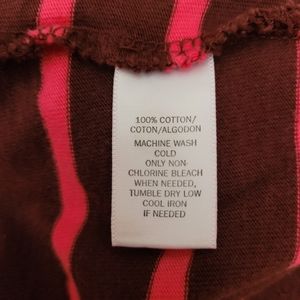 100% COTTON/
COTON/ALGODON
MACHINE WASH
COLD
ONLY NON-
CHLORINE BLEACH
WHEN NEEDED,
TUMBLE DRY LOW
COOL IRON
IF NEEDED